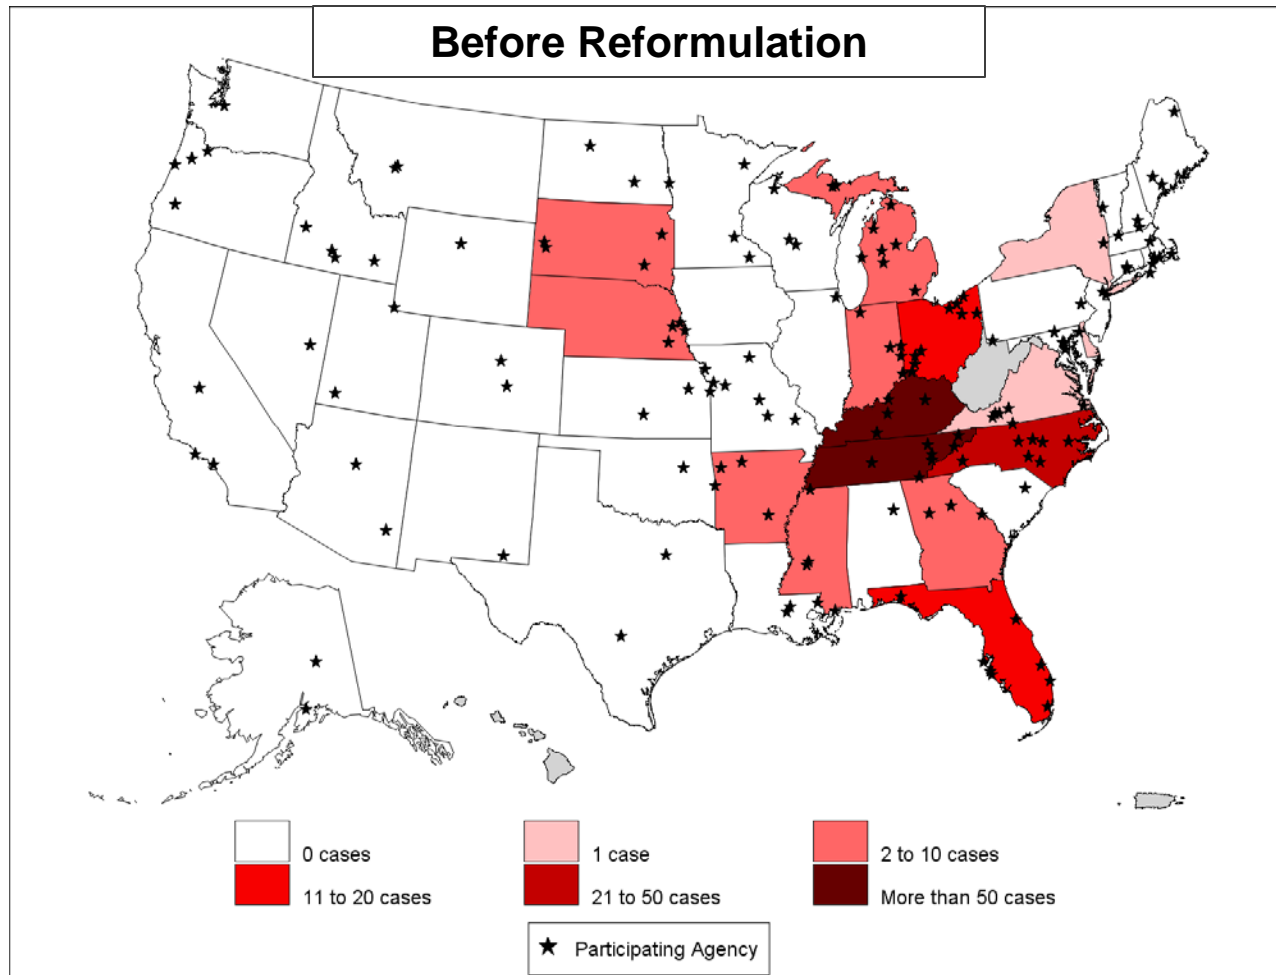 Before Reformulation
0 cases
1 case
2 to 10 cases
11 to 20 cases
21 to 50 cases
More than 50 cases
Participating Agency